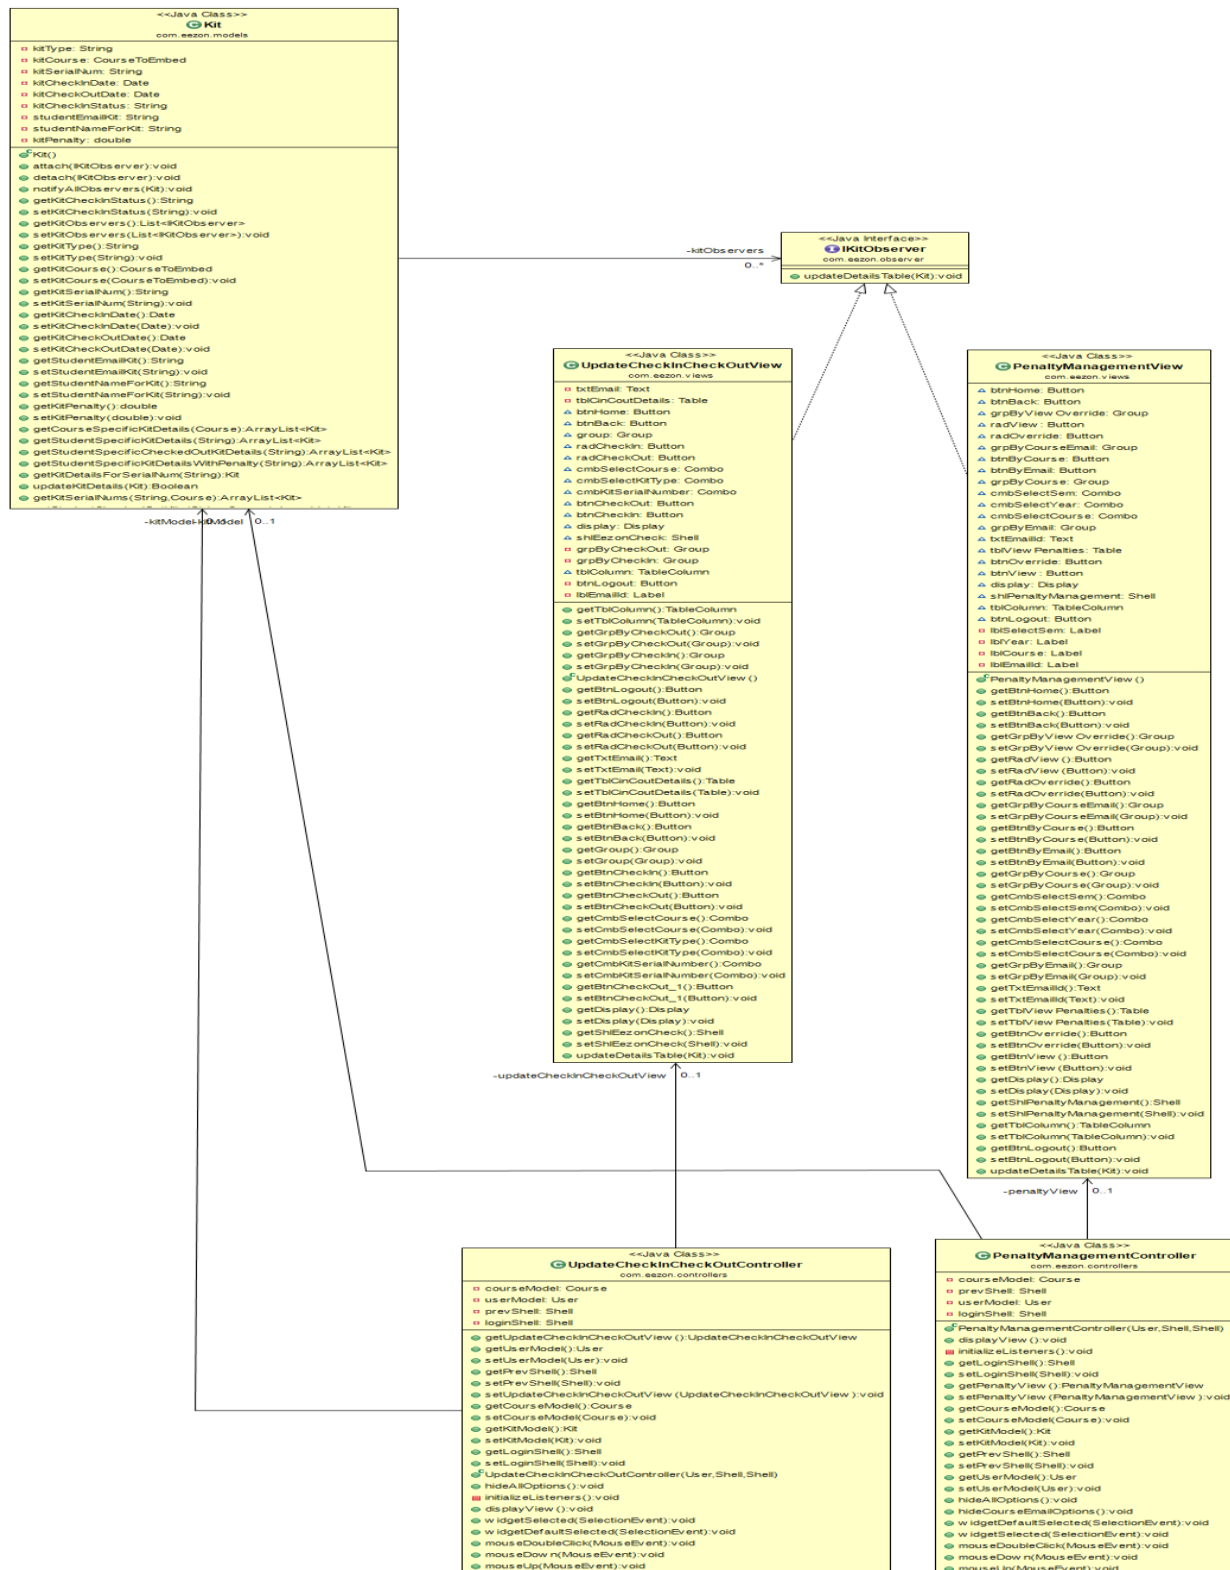 <<Java Class>>
Kit
com.eezon.models
kitType: String
kitCourse: CourseToEmbed
kitSerialNum: String
kitCheckInDate: Date
kitCheckOutDate: Date
kitCheckInStatus: String
studentEmailKit: String
studentNameForKit: String
kitPenalty: double
Kit()
attach(IKitObserver):void
detach(IKitObserver):void
notifyAllObservers(Kit):void
getKitCheckInStatus():String
setKitCheckInStatus(String):void
getKitObservers():List<IKitObserver>
setKitObservers(List<IKitObserver>):void
getKitType():String
setKitType(String):void
getKitCourse():CourseToEmbed
setKitCourse(CourseToEmbed):void
getKitSerialNum():String
setKitSerialNum(String):void
getKitCheckInDate():Date
setKitCheckInDate(Date):void
getKitCheckOutDate():Date
setKitCheckOutDate(Date):void
getStudentEmailKit():String
setStudentEmailKit(String):void
getStudentNameForKit():String
setStudentNameForKit(String):void
getKitPenalty():double
setKitPenalty(double):void
getCourseSpecificKitDetails(Course):ArrayList<Kit>
getStudentSpecificKitDetails(String):ArrayList<Kit>
getStudentSpecificCheckedOutKitDetails(String):ArrayList<Kit>
getStudentSpecificKitDetailsWithPenalty(String):ArrayList<Kit>
getKitDetailsForSerialNum(String):Kit
updateKitDetails(Kit):Boolean
getKitSerialNums(String,Course):ArrayList<Kit>
-kitModel
-kitModel
0..1
-kitObservers
0..*
<<Java Interface>>
IKitObserver
com.eezon.observer
updateDetailsTable(Kit):void
<<Java Class>>
UpdateCheckInCheckOutView
com.eezon.views
txtEmail: Text
tblCinCoutDetails: Table
btnHome: Button
btnBack: Button
group: Group
radCheckIn: Button
radCheckOut: Button
cmbSelectCourse: Combo
cmbSelectKitType: Combo
cmbKitSerialNumber: Combo
btnCheckOut: Button
btnCheckIn: Button
display: Display
shlEezonCheck: Shell
grpByCheckOut: Group
grpByCheckIn: Group
tblColumn: TableColumn
btnLogout: Button
lblEmailId: Label
getTblColumn():TableColumn
setTblColumn(TableColumn):void
getGrpByCheckOut():Group
setGrpByCheckOut(Group):void
getGrpByCheckIn():Group
setGrpByCheckIn(Group):void
UpdateCheckInCheckOutView()
getBtnLogout():Button
setBtnLogout(Button):void
getRadCheckIn():Button
setRadCheckIn(Button):void
getRadCheckOut():Button
setRadCheckOut(Button):void
getTxtEmail():Text
setTxtEmail(Text):void
getTblCinCoutDetails():Table
setTblCinCoutDetails(Table):void
getBtnHome():Button
setBtnHome(Button):void
getBtnBack():Button
setBtnBack(Button):void
getGroup():Group
setGroup(Group):void
getBtnCheckIn():Button
setBtnCheckIn(Button):void
getBtnCheckOut():Button
setBtnCheckOut(Button):void
getCmbSelectCourse():Combo
setCmbSelectCourse(Combo):void
getCmbSelectKitType():Combo
setCmbSelectKitType(Combo):void
getCmbKitSerialNumber():Combo
setCmbKitSerialNumber(Combo):void
getBtnCheckOut_1():Button
setBtnCheckOut_1(Button):void
getDisplay():Display
setDisplay(Display):void
getShlEezonCheck():Shell
setShlEezonCheck(Shell):void
updateDetailsTable(Kit):void
-updateCheckInCheckOutView 0..1
<<Java Class>>
PenaltyManagementView
com.eezon.views
btnHome: Button
btnBack: Button
grpByViewOverride: Group
radView: Button
radOverride: Button
grpByCourseEmail: Group
btnByCourse: Button
btnByEmail: Button
grpByCourse: Group
cmbSelectSem: Combo
cmbSelectYear: Combo
cmbSelectCourse: Combo
grpByEmail: Group
txtEmailId: Text
tblViewPenalties: Table
btnOverride: Button
btnView: Button
display: Display
shlPenaltyManagement: Shell
tblColumn: TableColumn
btnLogout: Button
lblSelectSem: Label
lblYear: Label
lblCourse: Label
lblEmailId: Label
PenaltyManagementView()
getBtnHome():Button
setBtnHome(Button):void
getBtnBack():Button
setBtnBack(Button):void
getGrpByViewOverride():Group
setGrpByViewOverride(Group):void
getRadView():Button
setRadView(Button):void
getRadOverride():Button
setRadOverride(Button):void
getGrpByCourseEmail():Group
setGrpByCourseEmail(Group):void
getBtnByCourse():Button
setBtnByCourse(Button):void
getBtnByEmail():Button
setBtnByEmail(Button):void
getGrpByCourse():Group
setGrpByCourse(Group):void
getCmbSelectSem():Combo
setCmbSelectSem(Combo):void
getCmbSelectYear():Combo
setCmbSelectYear(Combo):void
getCmbSelectCourse():Combo
setCmbSelectCourse(Combo):void
getGrpByEmail():Group
setGrpByEmail(Group):void
getTxtEmailId():Text
setTxtEmailId(Text):void
getTblViewPenalties():Table
setTblViewPenalties(Table):void
getBtnOverride():Button
setBtnOverride(Button):void
getBtnView():Button
setBtnView(Button):void
getDisplay():Display
setDisplay(Display):void
getShlPenaltyManagement():Shell
setShlPenaltyManagement(Shell):void
getTblColumn():TableColumn
setTblColumn(TableColumn):void
getBtnLogout():Button
setBtnLogout(Button):void
updateDetailsTable(Kit):void
-penaltyView 0..1
<<Java Class>>
UpdateCheckInCheckOutController
com.eezon.controllers
courseModel: Course
userModel: User
prevShell: Shell
loginShell: Shell
getUpdateCheckInCheckOutView():UpdateCheckInCheckOutView
getUserModel():User
setUserModel(User):void
getPrevShell():Shell
setPrevShell(Shell):void
setUpdateCheckInCheckOutView(UpdateCheckInCheckOutView):void
getCourseModel():Course
setCourseModel(Course):void
getKitModel():Kit
setKitModel(Kit):void
getLoginShell():Shell
setLoginShell(Shell):void
UpdateCheckInCheckOutController(User,Shell,Shell)
hideAllOptions():void
initializeListeners():void
displayView():void
widgetSelected(SelectionEvent):void
widgetDefaultSelected(SelectionEvent):void
mouseDoubleClick(MouseEvent):void
mouseDown(MouseEvent):void
mouseUp(MouseEvent):void
<<Java Class>>
PenaltyManagementController
com.eezon.controllers
courseModel: Course
prevShell: Shell
userModel: User
loginShell: Shell
PenaltyManagementController(User,Shell,Shell)
displayView():void
initializeListeners():void
getLoginShell():Shell
setLoginShell(Shell):void
getPenaltyView():PenaltyManagementView
setPenaltyView(PenaltyManagementView):void
getCourseModel():Course
setCourseModel(Course):void
getKitModel():Kit
setKitModel(Kit):void
getPrevShell():Shell
setPrevShell(Shell):void
getUserModel():User
setUserModel(User):void
hideAllOptions():void
hideCourseEmailOptions():void
widgetDefaultSelected(SelectionEvent):void
widgetSelected(SelectionEvent):void
mouseDoubleClick(MouseEvent):void
mouseDown(MouseEvent):void
mouseUp(MouseEvent):void